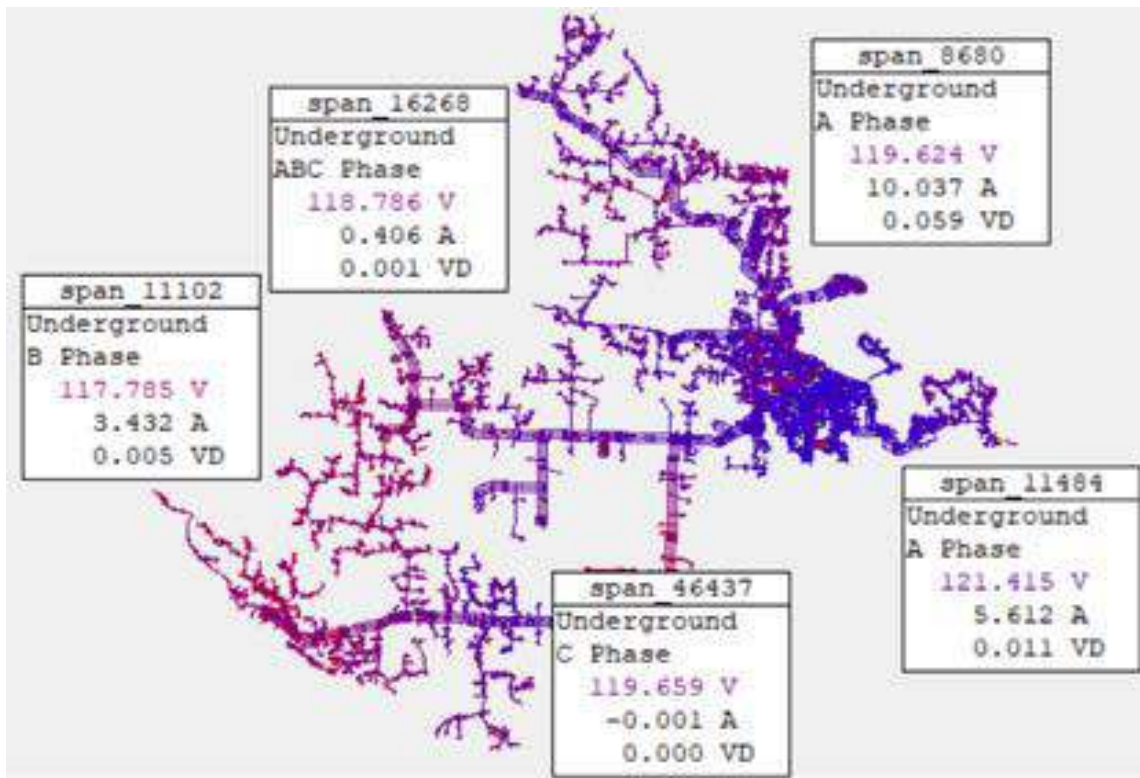 span_8680
Underground
A Phase
119.624 V
10.037 A
0.059 VD
span_16268
Underground
ABC Phase
118.786 V
0.406 A
0.001 VD
span_11102
Underground
B Phase
117.785 V
3.432 A
0.005 VD
span_11484
Underground
A Phase
121.415 V
5.612 A
0.011 VD
span_46437
Underground
C Phase
119.659 V
-0.001 A
0.000 VD